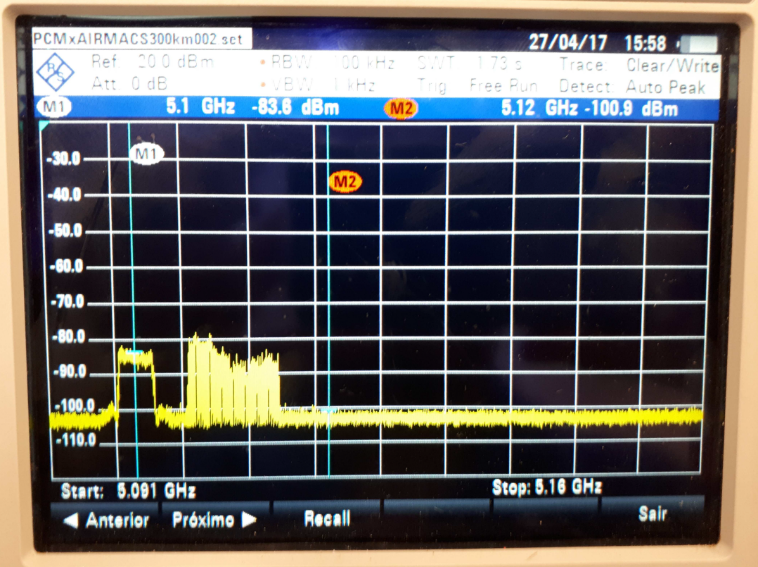 PCMxAIRMACS300km002 set 27/04/17 15:58
Ref 20.0 dBm • RBW 100 kHz SWT 1.73 s Trace Clear/Write
Att 0 dB • VBW 1 kHz Trig Free Run Detect Auto Peak
M1 5.1 GHz -83.6 dBm M2 5.12 GHz -100.9 dBm
M1
-30.0
M2
-40.0
-50.0
-60.0
-70.0
-80.0
-90.0
-100.0
-110.0
Start: 5.091 GHz Stop: 5.16 GHz
Anterior Próximo Recall Sair